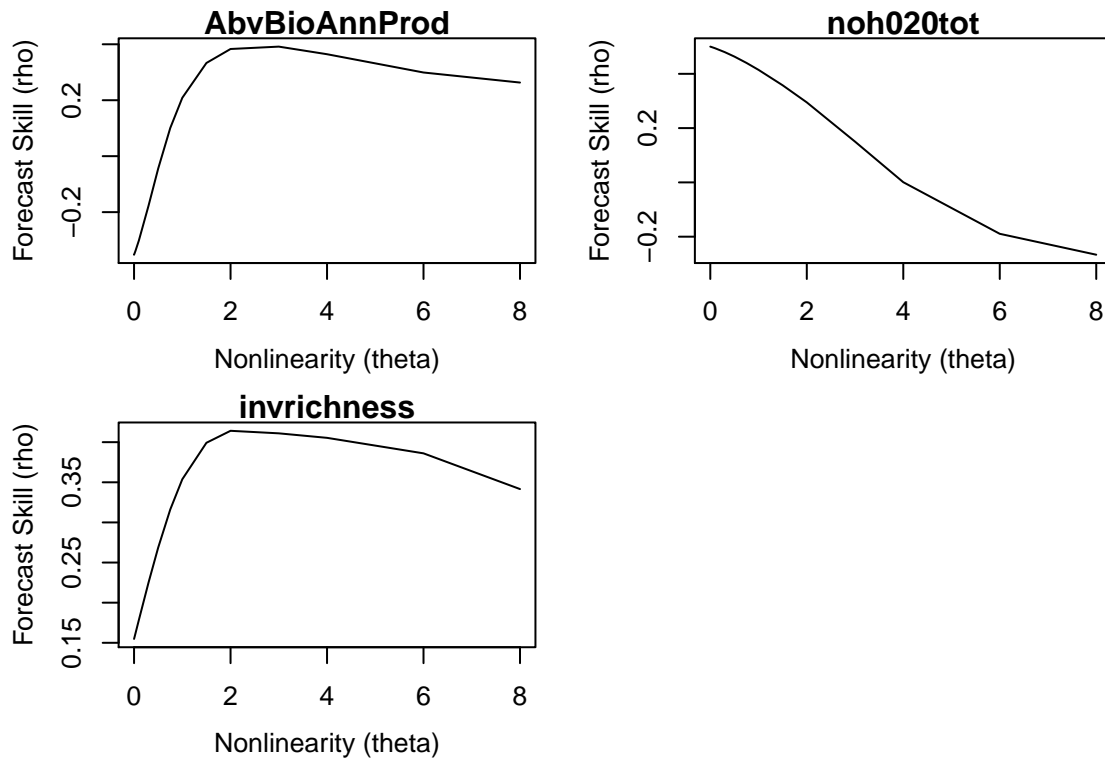 AbvBioAnnProd
Forecast Skill (rho)
0.2
−0.2
0 2 4 6 8
Nonlinearity (theta)
noh020tot
Forecast Skill (rho)
0.2
−0.2
0 2 4 6 8
Nonlinearity (theta)
invrichness
Forecast Skill (rho)
0.35
0.25
0.15
0 2 4 6 8
Nonlinearity (theta)